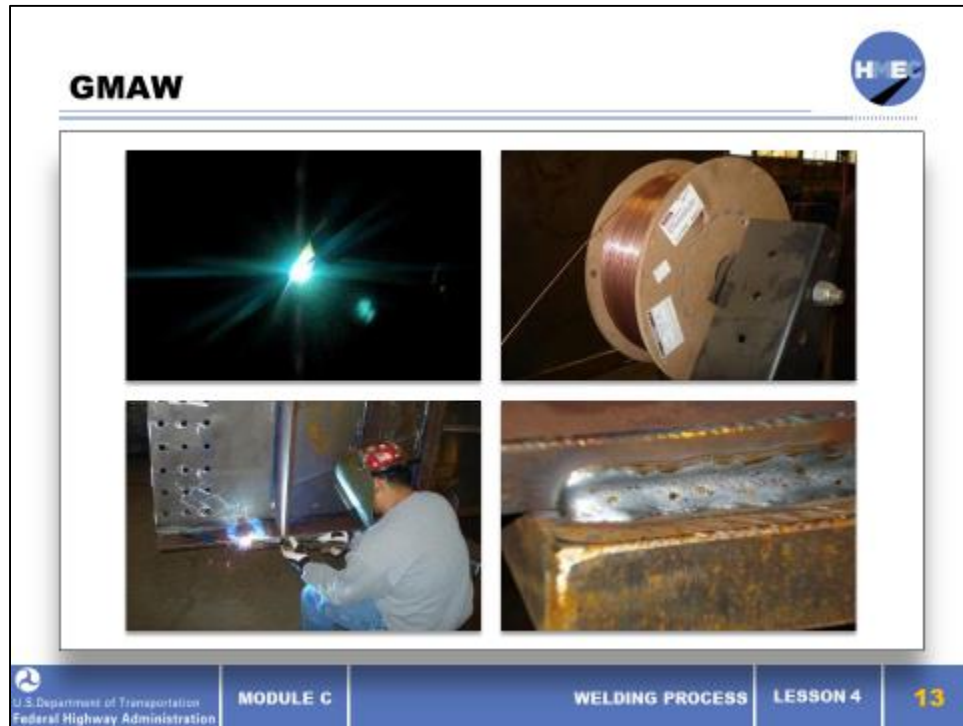 GMAW
HMEC
U.S.Department of Transportation
Federal Highway Administration
MODULE C
WELDING PROCESS
LESSON 4
13